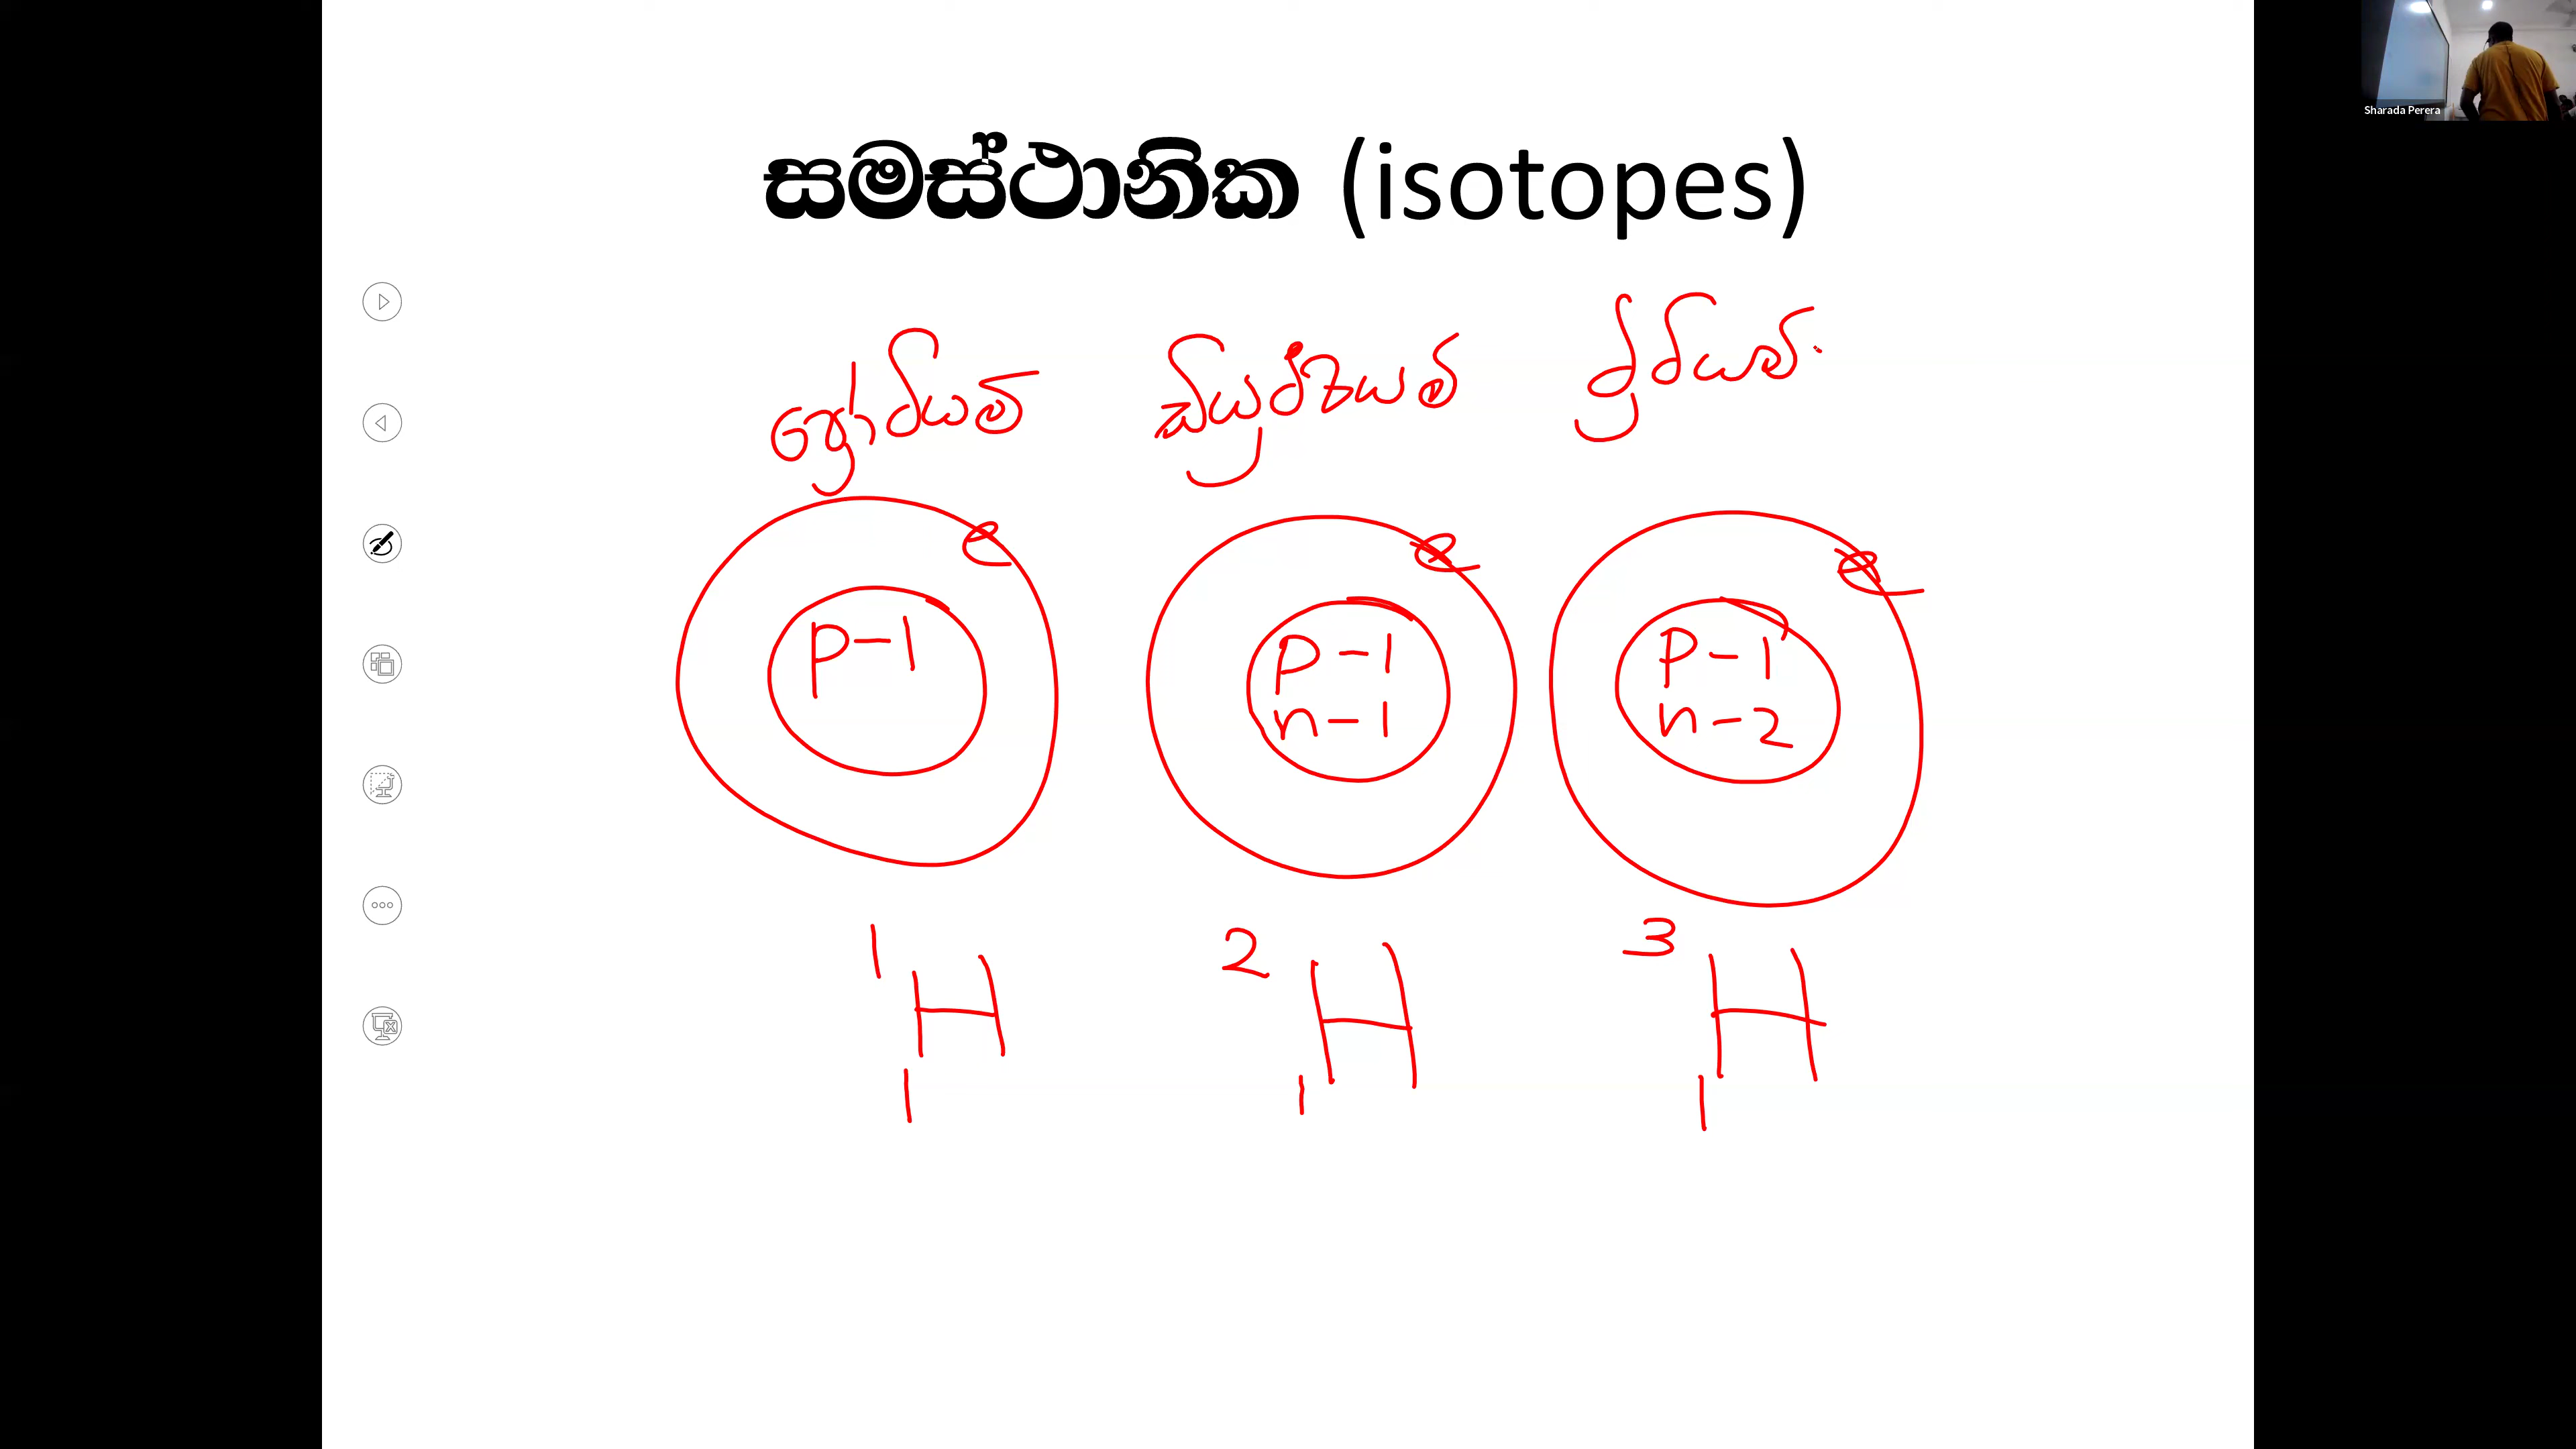 Sharada Perera
සමස්ථානික (isotopes)
ප්‍රෝටියම් ඩියුටීරියම් ට්‍රිටියම්
e e e
p-1 p-1 p-1
n-1 n-2
1 2 3
H H H
1 1 1